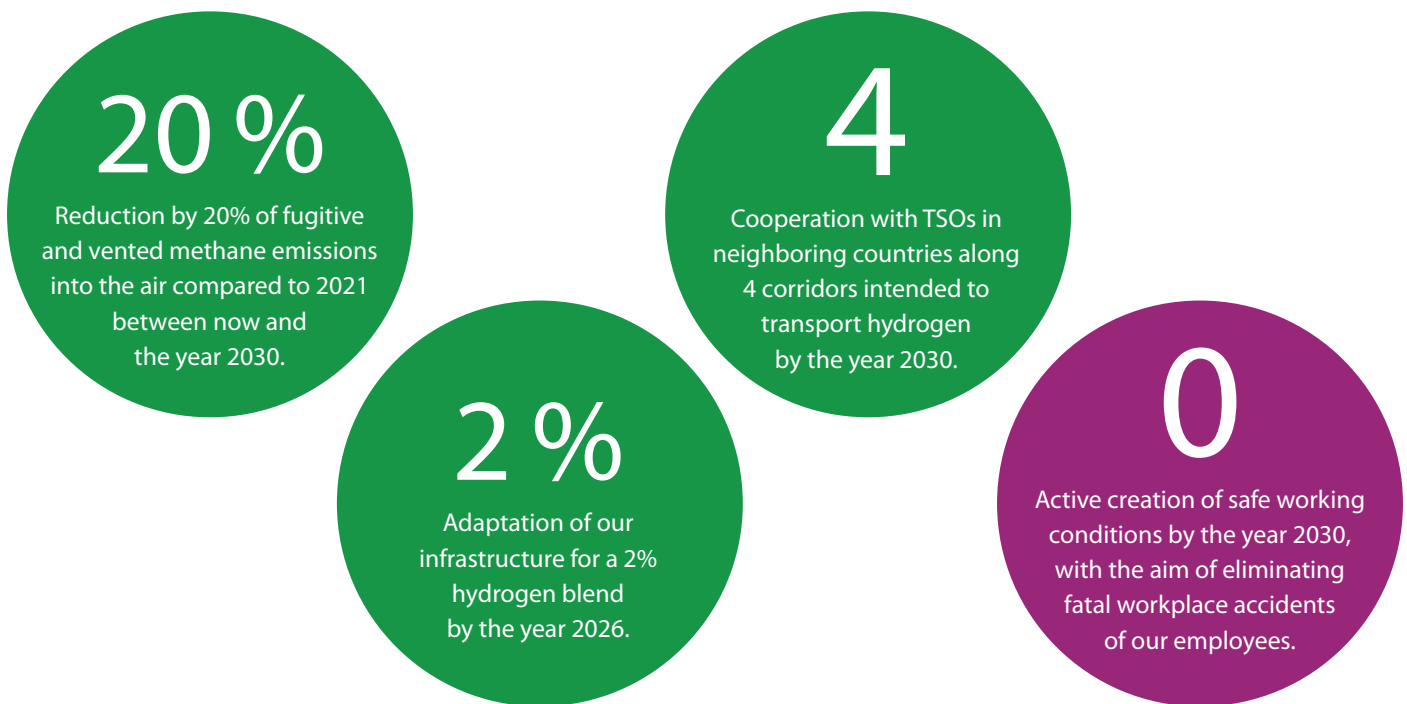 20 %
Reduction by 20% of fugitive
and vented methane emissions
into the air compared to 2021
between now and
the year 2030.
2 %
Adaptation of our
infrastructure for a 2%
hydrogen blend
by the year 2026.
4
Cooperation with TSOs in
neighboring countries along
4 corridors intended to
transport hydrogen
by the year 2030.
0
Active creation of safe working
conditions by the year 2030,
with the aim of eliminating
fatal workplace accidents
of our employees.